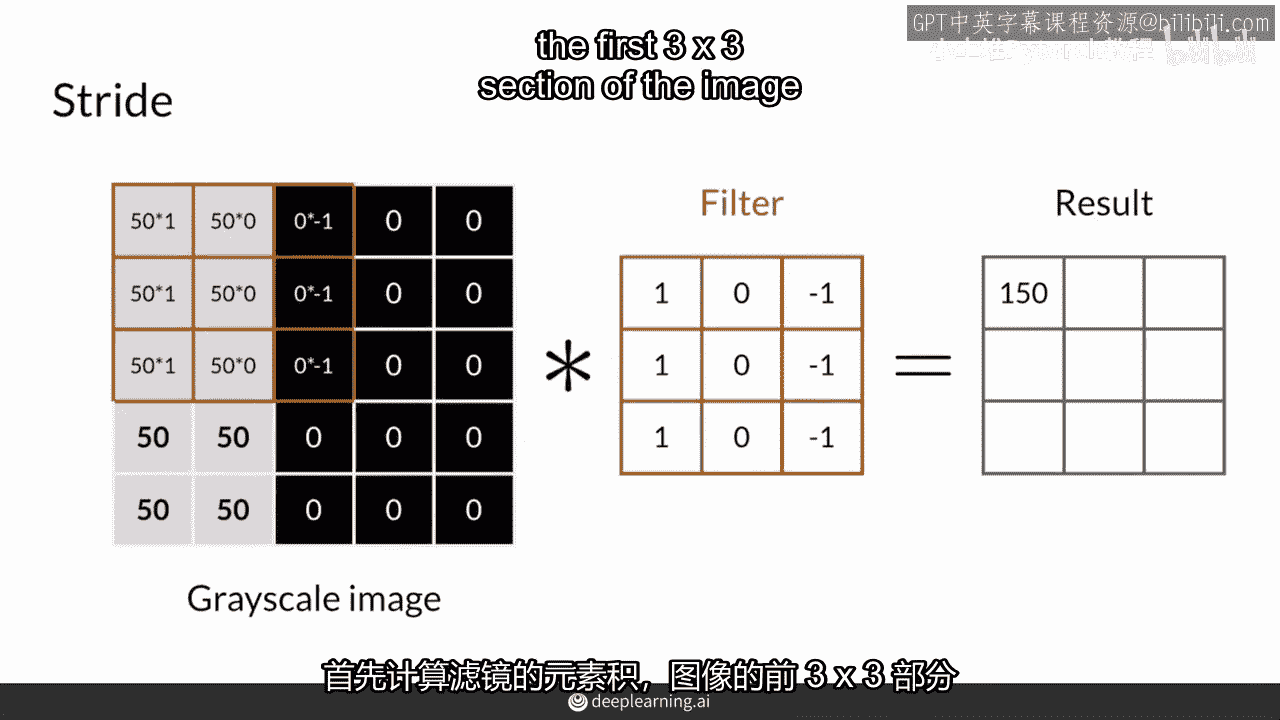 GPT中英字幕课程资源@bilibili.com
the first 3 x 3
section of the image
Stride
50*1 50*0 0*-1 0 0
50*1 50*0 0*-1 0 0
50*1 50*0 0*-1 0 0
50 50 0 0 0
50 50 0 0 0
Grayscale image
*
Filter
1 0 -1
1 0 -1
1 0 -1
=
Result
150
首先计算滤镜的元素积，图像的前 3 x 3 部分
deeplearning.ai